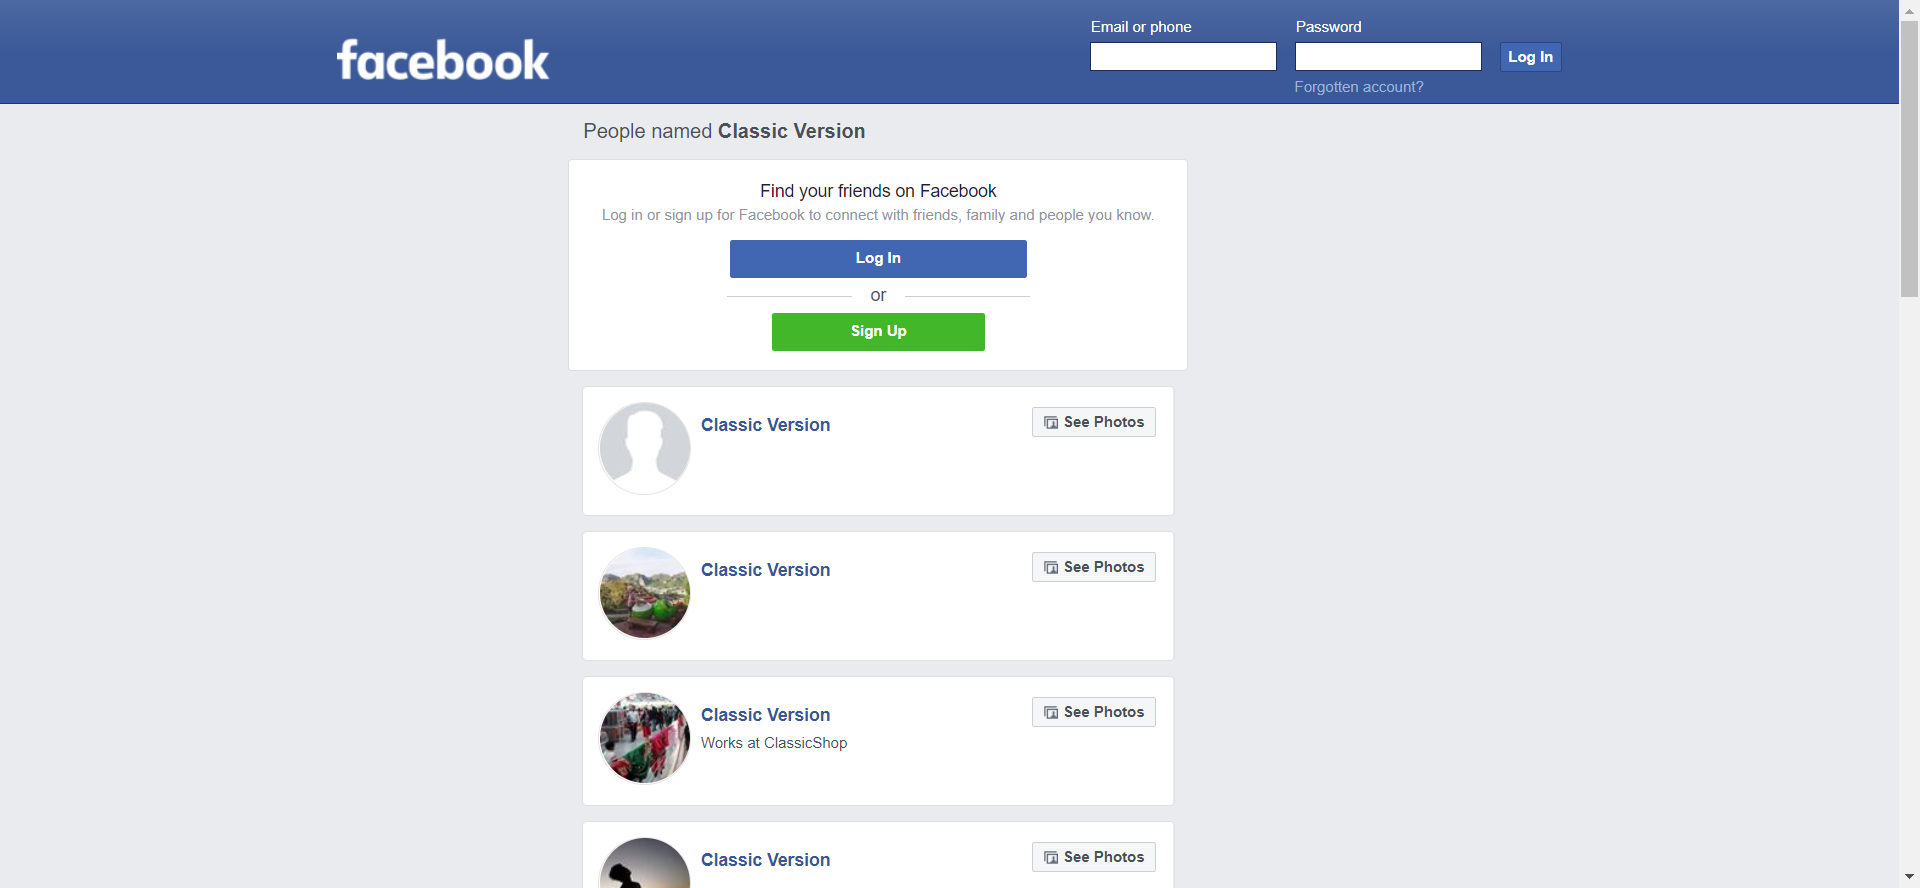 facebook
Email or phone
Password
Log In
Forgotten account?
People named Classic Version
Find your friends on Facebook
Log in or sign up for Facebook to connect with friends, family and people you know.
Log In
or
Sign Up
Classic Version
See Photos
Classic Version
See Photos
Classic Version
See Photos
Works at ClassicShop
Classic Version
See Photos